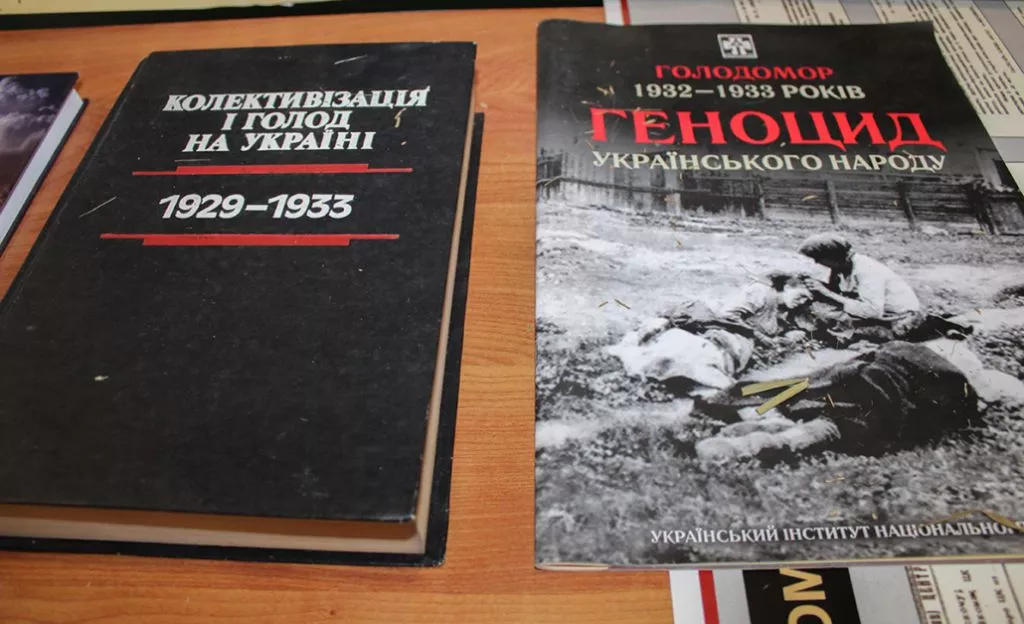 КОЛЕКТИВІЗАЦІЯ
І ГОЛОД
НА УКРАЇНІ
1929–1933
ГОЛОДОМОР
1932–1933 РОКІВ
ГЕНОЦИД
УКРАЇНСЬКОГО НАРОДУ
УКРАЇНСЬКИЙ ІНСТИТУТ НАЦІОНАЛЬНОЇ